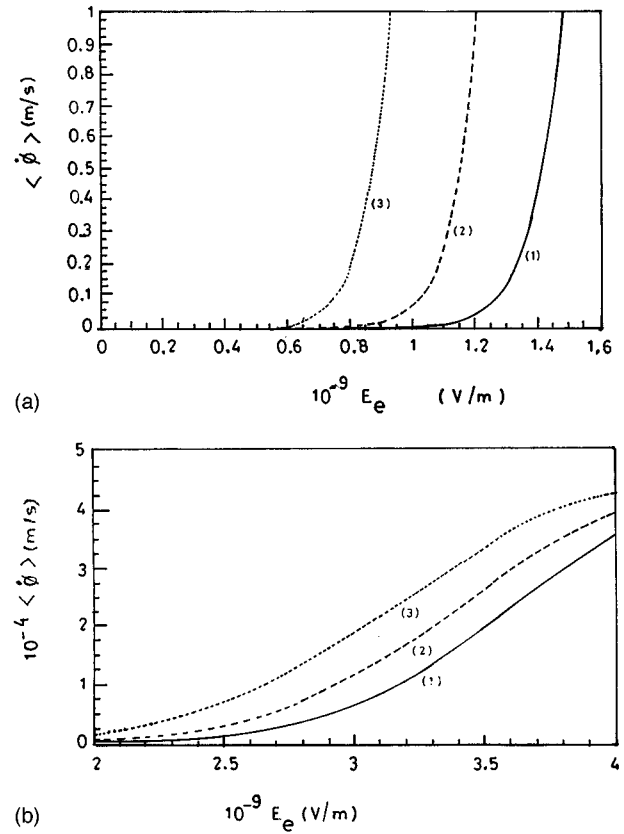 1
0.9
0.8
0.7
0.6
0.5
0.4
0.3
0.2
0.1
0
< φ̇ > (m/s)
(3)
(2)
(1)
0 0.2 0.4 0.6 0.8 1 1.2 1.4 1.6
10⁻⁹ E_e (V/m)
(a)
5
4
3
2
1
0
10⁻⁴ < φ̇ > (m/s)
(3)
(2)
(1)
2 2.5 3 3.5 4
10⁻⁹ E_e (V/m)
(b)